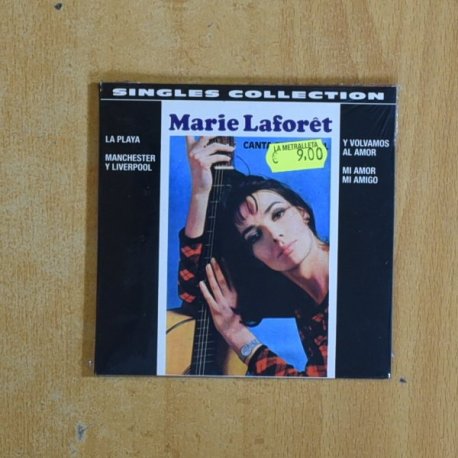 SINGLES COLLECTION
Marie Laforêt
LA PLAYA
MANCHESTER
Y LIVERPOOL
LA METRALLETA
€ 9.00
Y VOLVAMOS
AL AMOR
MI AMOR
MI AMIGO